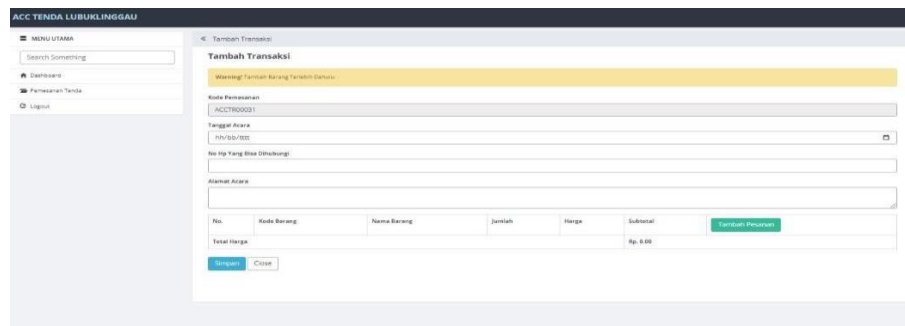 ACC TENDA LUBUKLINGGAU
MENU UTAMA
Search Something
Dashboard
Pemesanan Tenda
Logout
Tambah Transaksi
Tambah Transaksi
Warning! Tambah Barang Terlebih Dahulu
Kode Pemesanan
ACCTR00031
Tanggal Acara
hh/bb/tttt
No Hp Yang Bisa Dihubungi
Alamat Acara
No. Kode Barang Nama Barang Jumlah Harga Subtotal Tambah Pesanan
Total Harga Rp. 0.00
Simpan Close